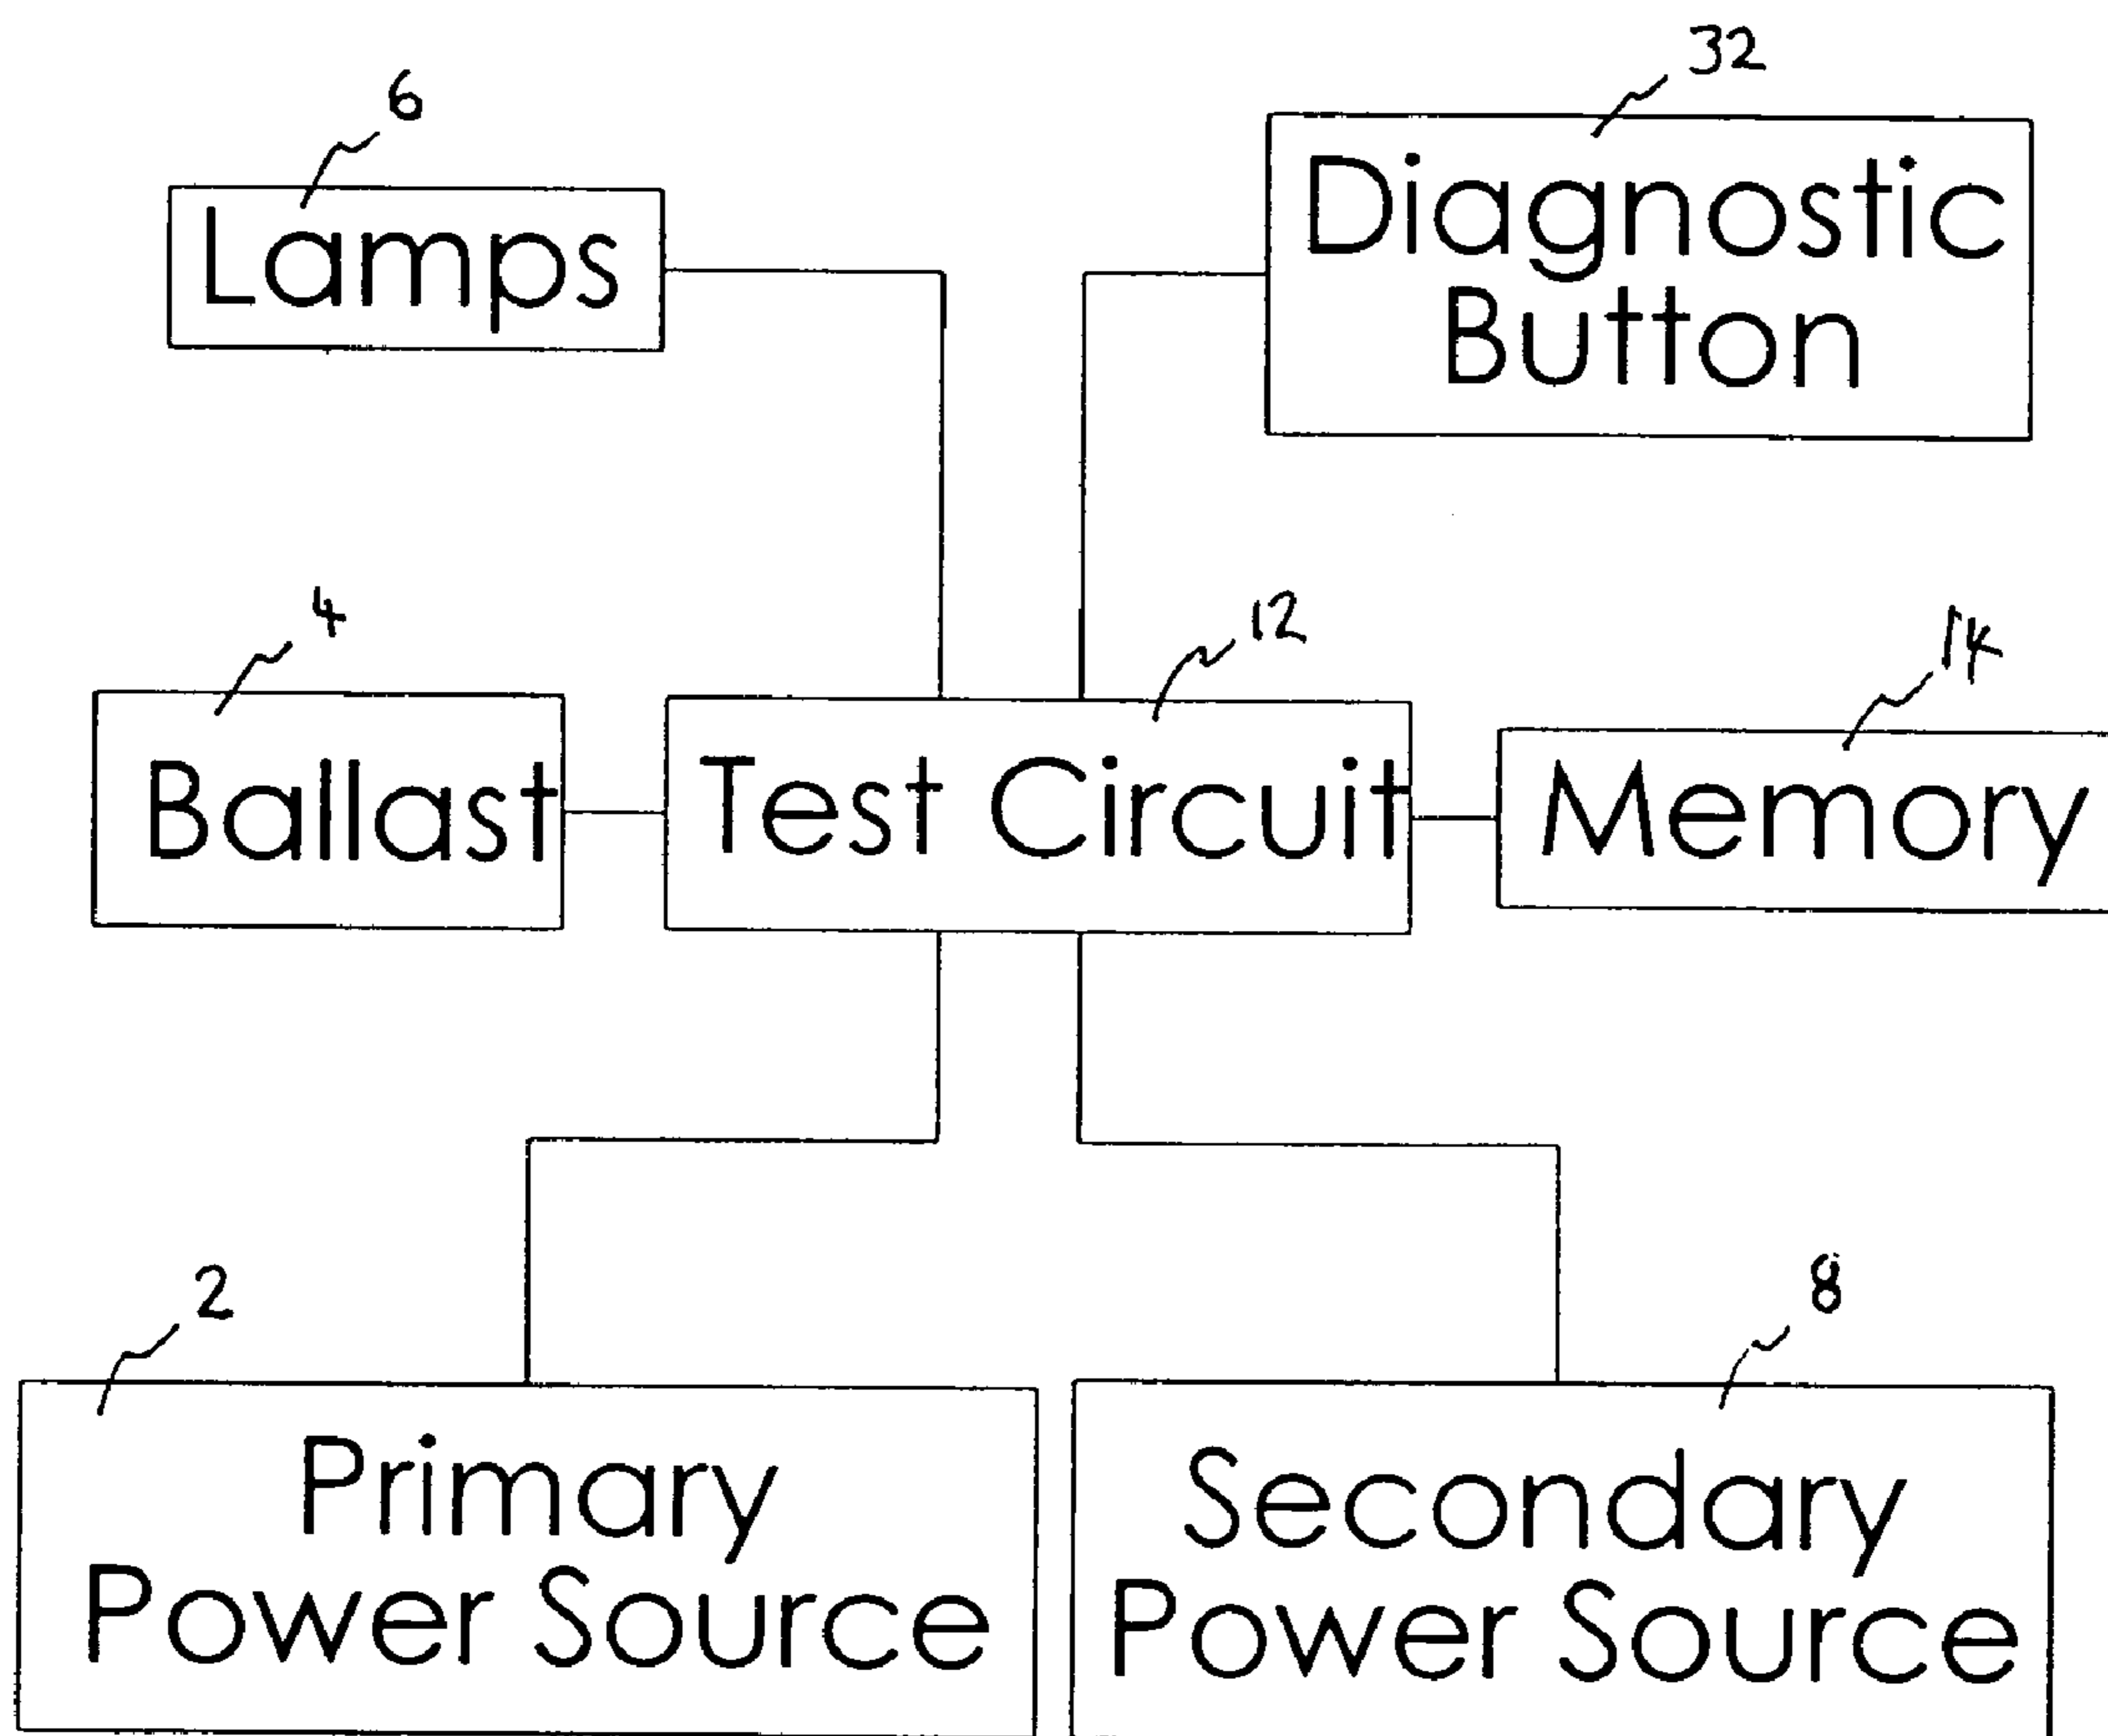 32
6
Diagnostic
Button
Lamps
4
12
14
Ballast
Test Circuit
Memory
2
8
Primary
Power Source
Secondary
Power Source